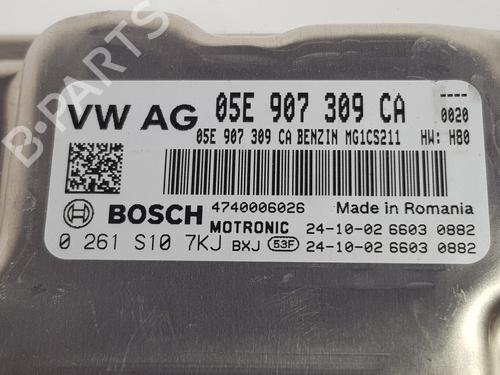 VW AG 05E 907 309 CA ---- 0020
05E 907 309 CA BENZIN MG1CS211 HW: H80
BOSCH 4740006026 Made in Romania
MOTRONIC 24-10-02 6603 0882
0 261 S10 7KJ BXJ 53F 24-10-02 6603 0882
B-PARTS